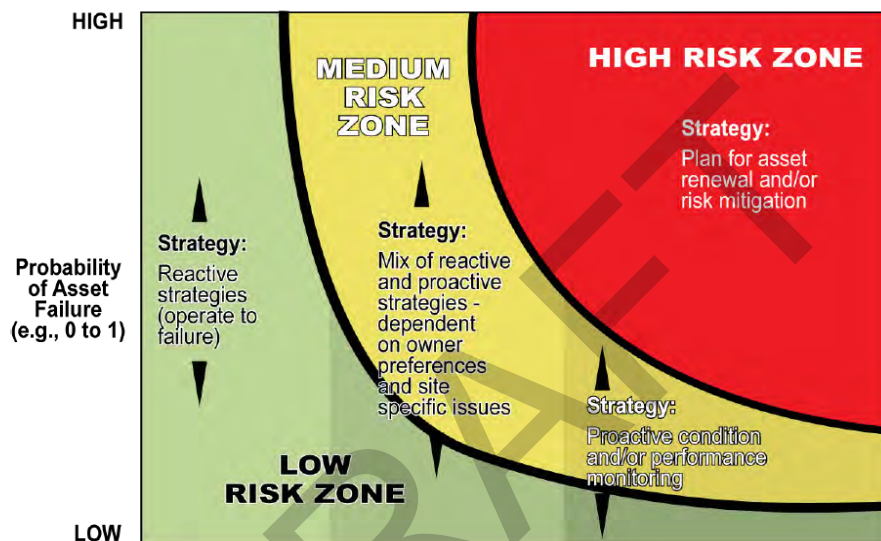 HIGH
MEDIUM
RISK
ZONE
HIGH RISK ZONE
Strategy:
Plan for asset
renewal and/or
risk mitigation
Strategy:
Reactive
strategies
(operate to
failure)
Strategy:
Mix of reactive
and proactive
strategies -
dependent
on owner
preferences
and site
specific issues
Probability
of Asset
Failure
(e.g., 0 to 1)
Strategy:
Proactive condition
and/or performance
monitoring
LOW
RISK ZONE
LOW
DRAFT